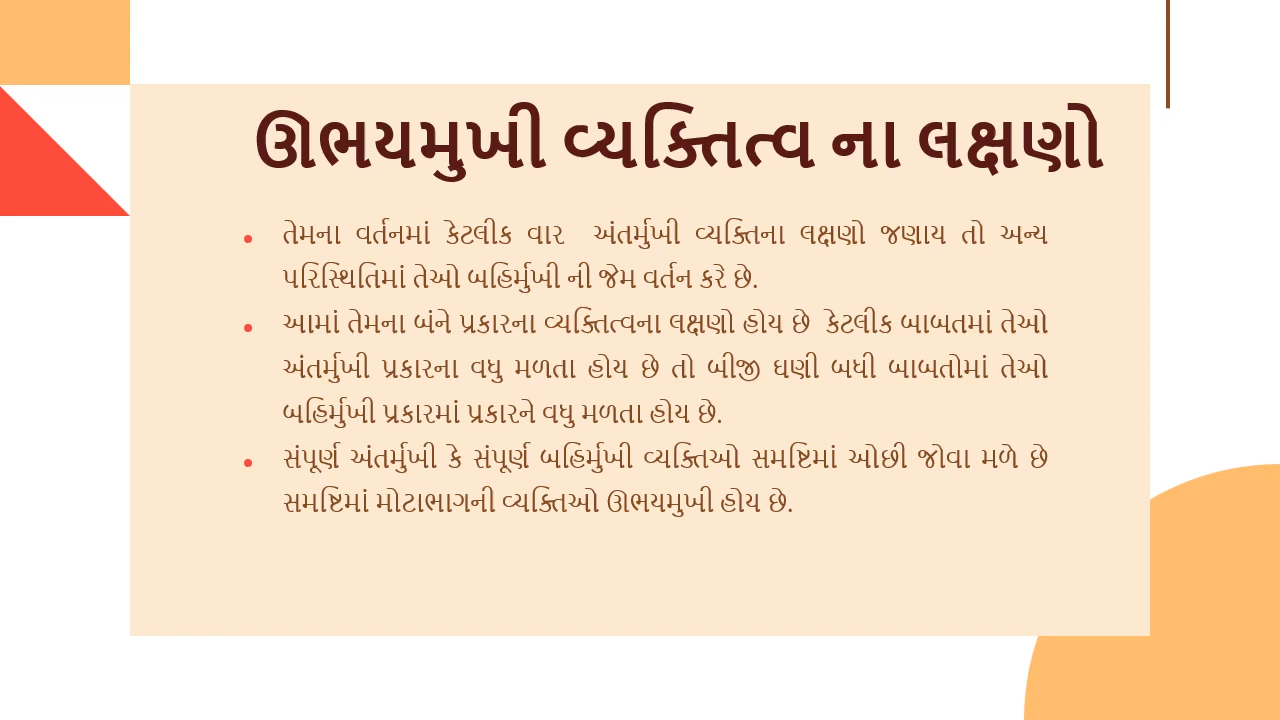 ઊભયમુખી વ્યક્તિત્વ ના લક્ષણો
• તેમના વર્તનમાં કેટલીક વાર અંતર્મુખી વ્યક્તિના લક્ષણો જણાય તો અન્ય
પરિસ્થિતિમાં તેઓ બહિર્મુખી ની જેમ વર્તન કરે છે.
• આમાં તેમના બંને પ્રકારના વ્યક્તિત્વના લક્ષણો હોય છે કેટલીક બાબતમાં તેઓ
અંતર્મુખી પ્રકારના વધુ મળતા હોય છે તો બીજી ઘણી બધી બાબતોમાં તેઓ
બહિર્મુખી પ્રકારમાં પ્રકારને વધુ મળતા હોય છે.
• સંપૂર્ણ અંતર્મુખી કે સંપૂર્ણ બહિર્મુખી વ્યક્તિઓ સમષ્ટિમાં ઓછી જોવા મળે છે
સમષ્ટિમાં મોટાભાગની વ્યક્તિઓ ઊભયમુખી હોય છે.